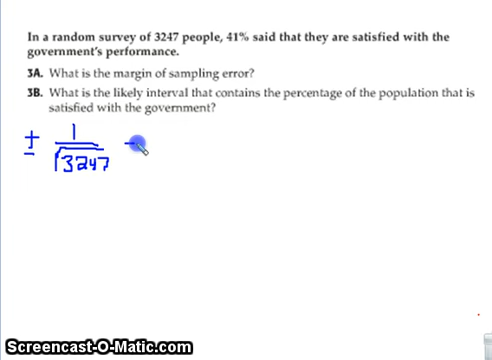 In a random survey of 3247 people, 41% said that they are satisfied with the
government's performance.
3A. What is the margin of sampling error?
3B. What is the likely interval that contains the percentage of the population that is
satisfied with the government?
± 1
√3247
Screencast-O-Matic.com